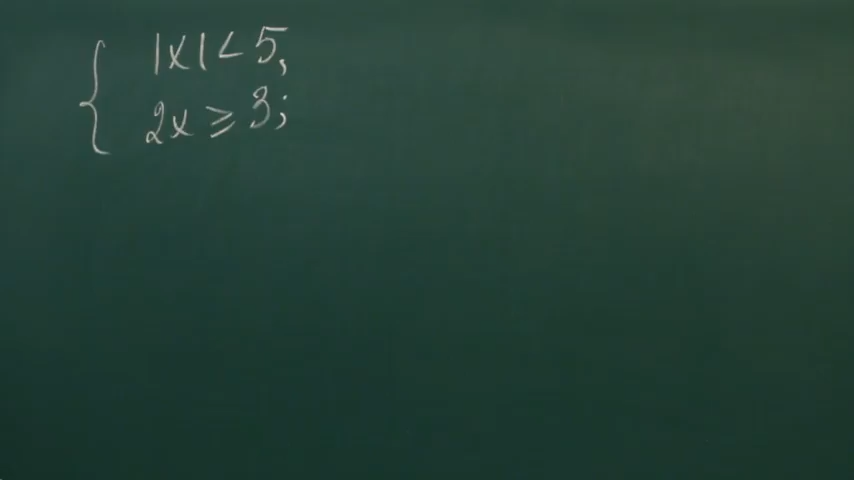 { |x| < 5,
2x ⩾ 3;